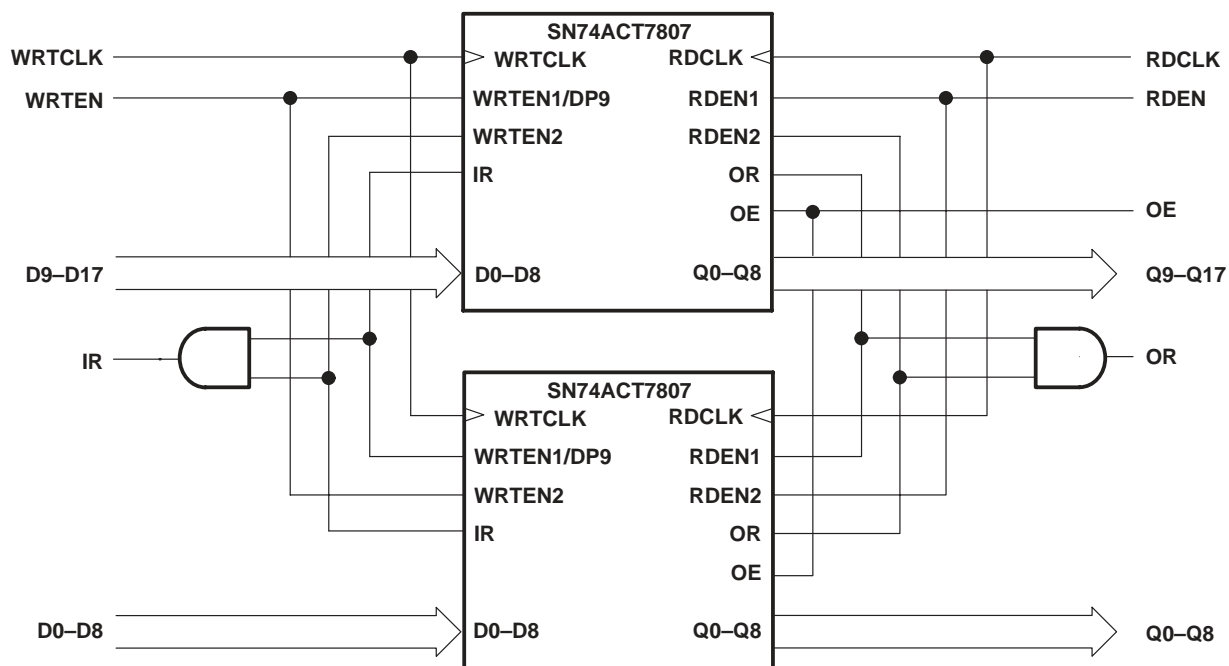 SN74ACT7807
WRTCLK
WRTCLK
RDCLK
RDCLK
WRTEN
WRTEN1/DP9
RDEN1
RDEN
WRTEN2
RDEN2
IR
OR
OE
OE
D9–D17
D0–D8
Q0–Q8
Q9–Q17
IR
OR
SN74ACT7807
WRTCLK
RDCLK
WRTEN1/DP9
RDEN1
WRTEN2
RDEN2
IR
OR
OE
D0–D8
D0–D8
Q0–Q8
Q0–Q8